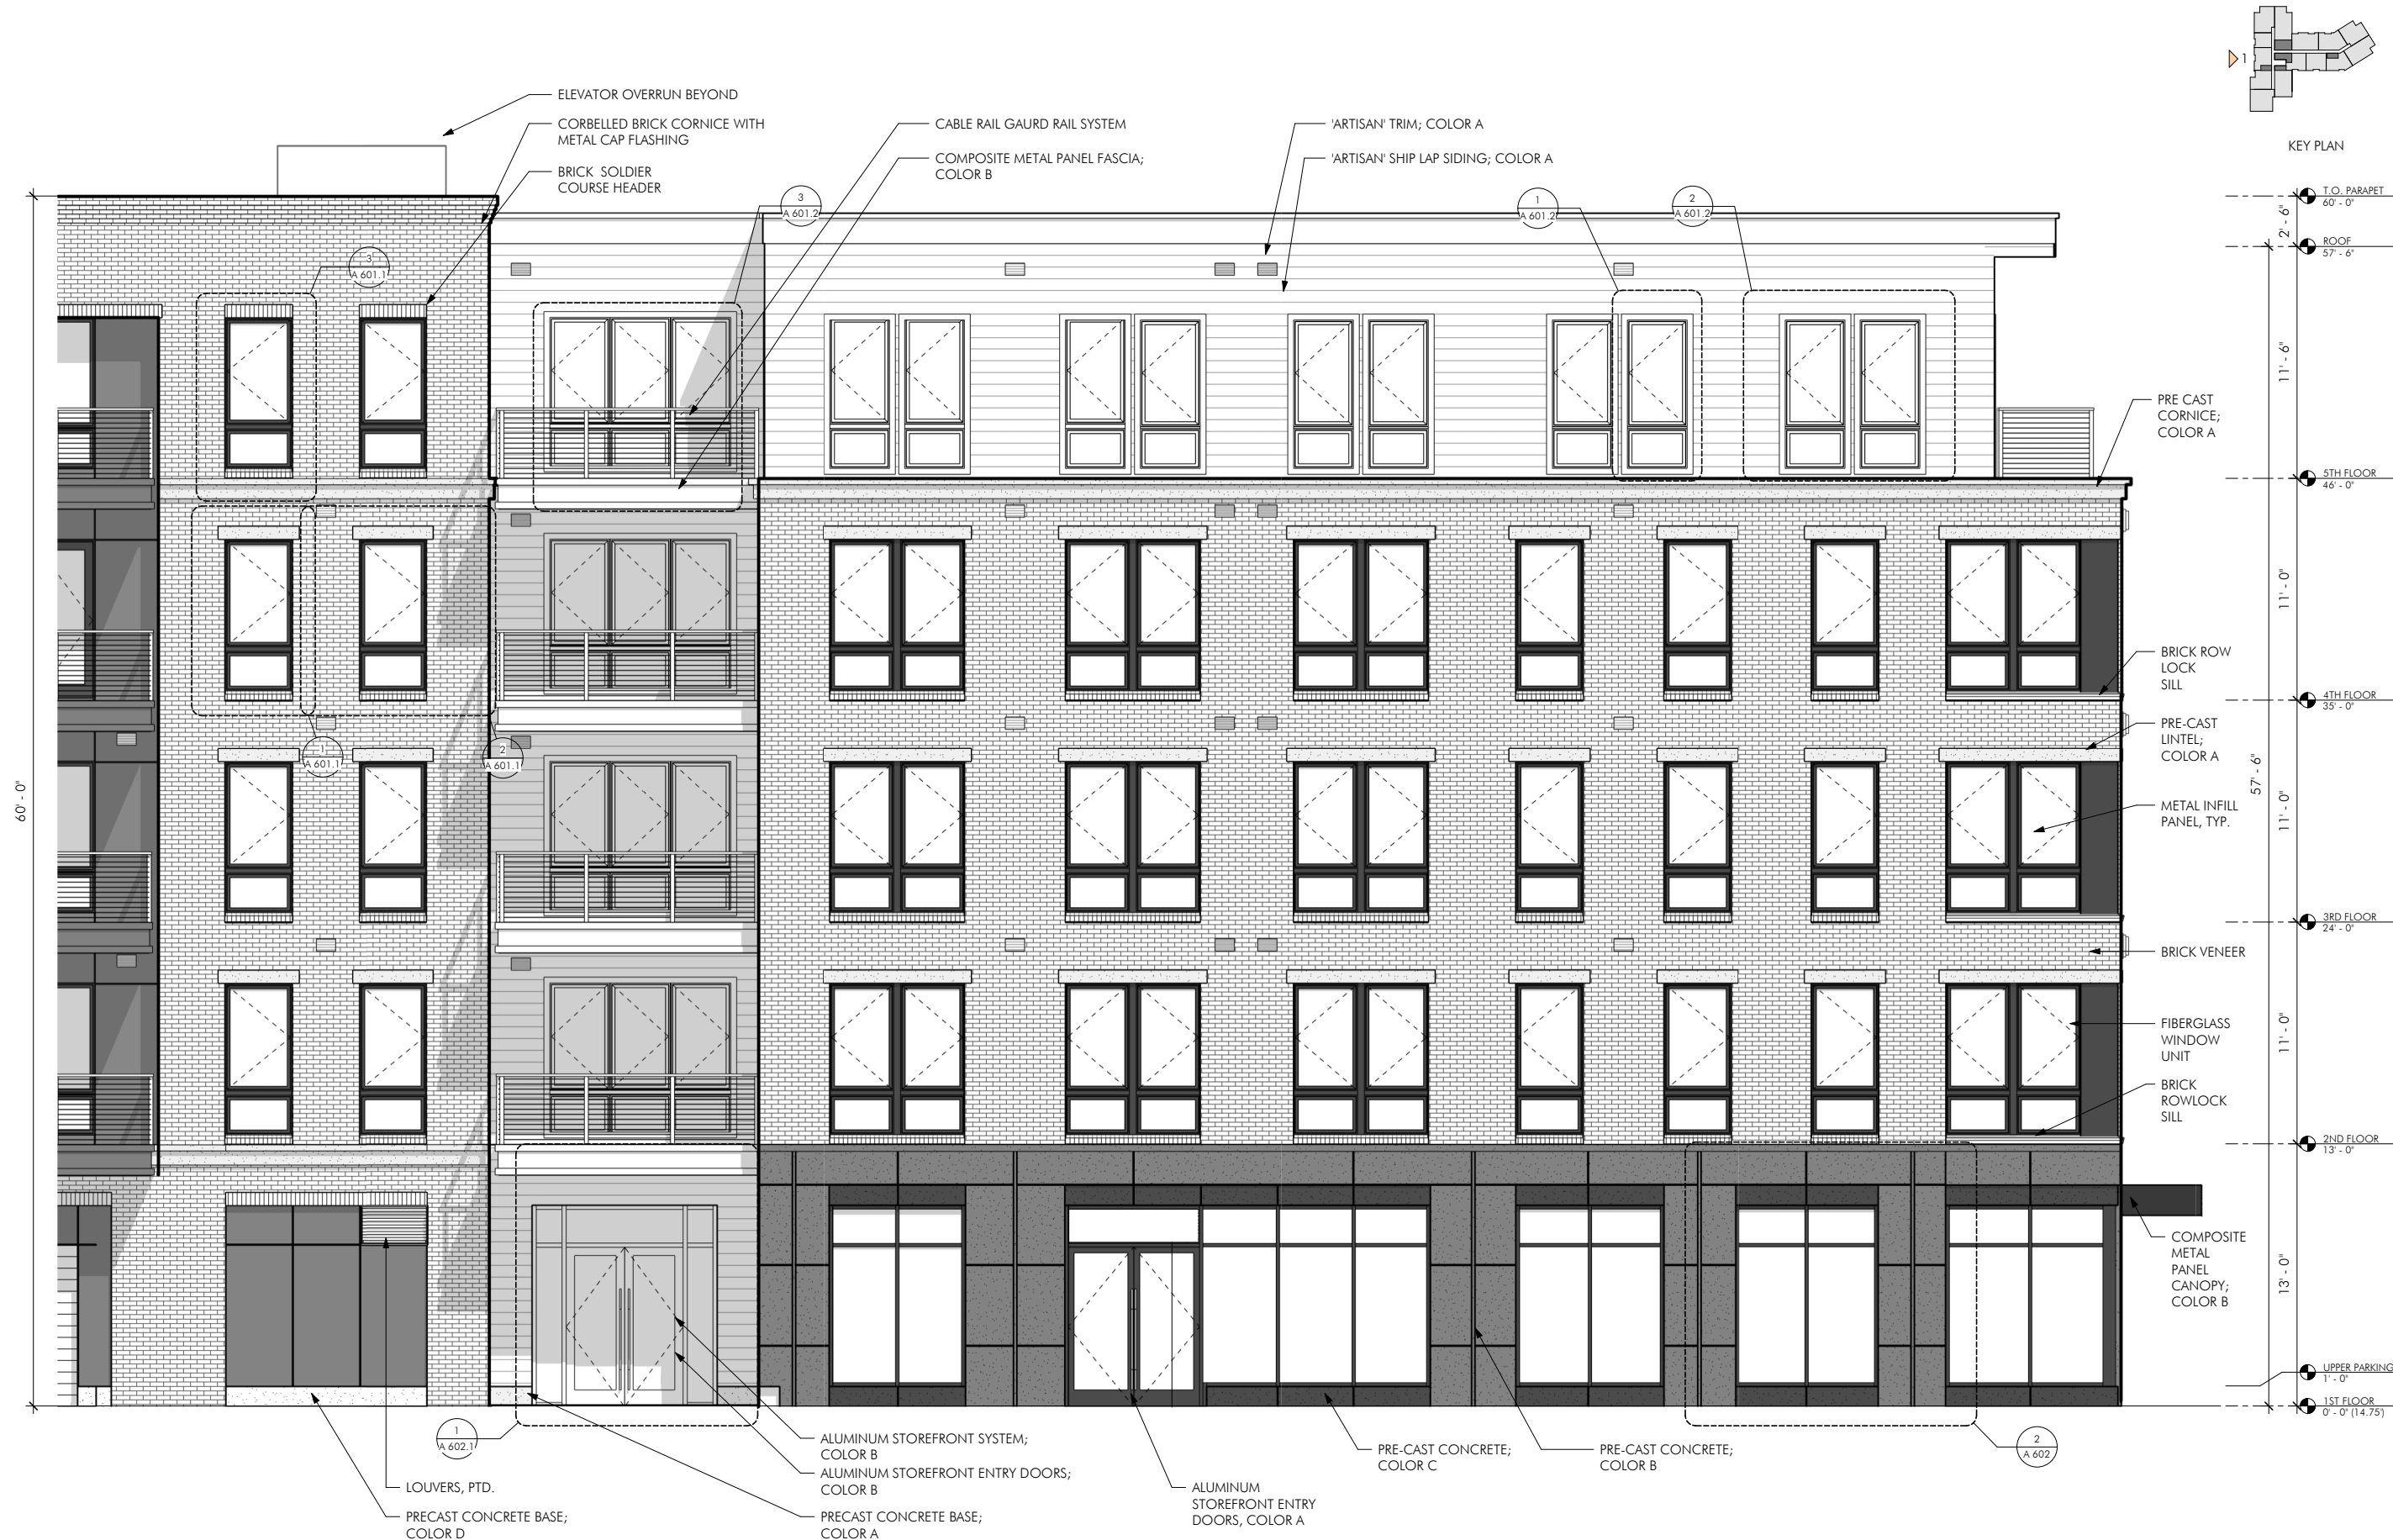 1
KEY PLAN
ELEVATOR OVERRUN BEYOND
CORBELLED BRICK CORNICE WITH
METAL CAP FLASHING
BRICK SOLDIER
COURSE HEADER
CABLE RAIL GAURD RAIL SYSTEM
COMPOSITE METAL PANEL FASCIA;
COLOR B
'ARTISAN' TRIM; COLOR A
'ARTISAN' SHIP LAP SIDING; COLOR A
3
A 601.2
1
A 601.2
2
A 601.2
3
A 601.1
1
A 601.1
2
A 601.1
T.O. PARAPET
60' - 0"
2' - 6"
ROOF
57' - 6"
11' - 6"
PRE CAST
CORNICE;
COLOR A
5TH FLOOR
46' - 0"
11' - 0"
BRICK ROW
LOCK
SILL
4TH FLOOR
35' - 0"
PRE-CAST
LINTEL;
COLOR A
60' - 0"
57' - 6"
11' - 0"
METAL INFILL
PANEL, TYP.
3RD FLOOR
24' - 0"
BRICK VENEER
11' - 0"
FIBERGLASS
WINDOW
UNIT
BRICK
ROWLOCK
SILL
2ND FLOOR
13' - 0"
COMPOSITE
METAL
PANEL
CANOPY;
COLOR B
13' - 0"
UPPER PARKING
1' - 0"
1ST FLOOR
0' - 0" (14.75')
1
A 602.1
2
A 602
LOUVERS, PTD.
PRECAST CONCRETE BASE;
COLOR D
ALUMINUM STOREFRONT SYSTEM;
COLOR B
ALUMINUM STOREFRONT ENTRY DOORS;
COLOR B
PRECAST CONCRETE BASE;
COLOR A
ALUMINUM
STOREFRONT ENTRY
DOORS, COLOR A
PRE-CAST CONCRETE;
COLOR C
PRE-CAST CONCRETE;
COLOR B